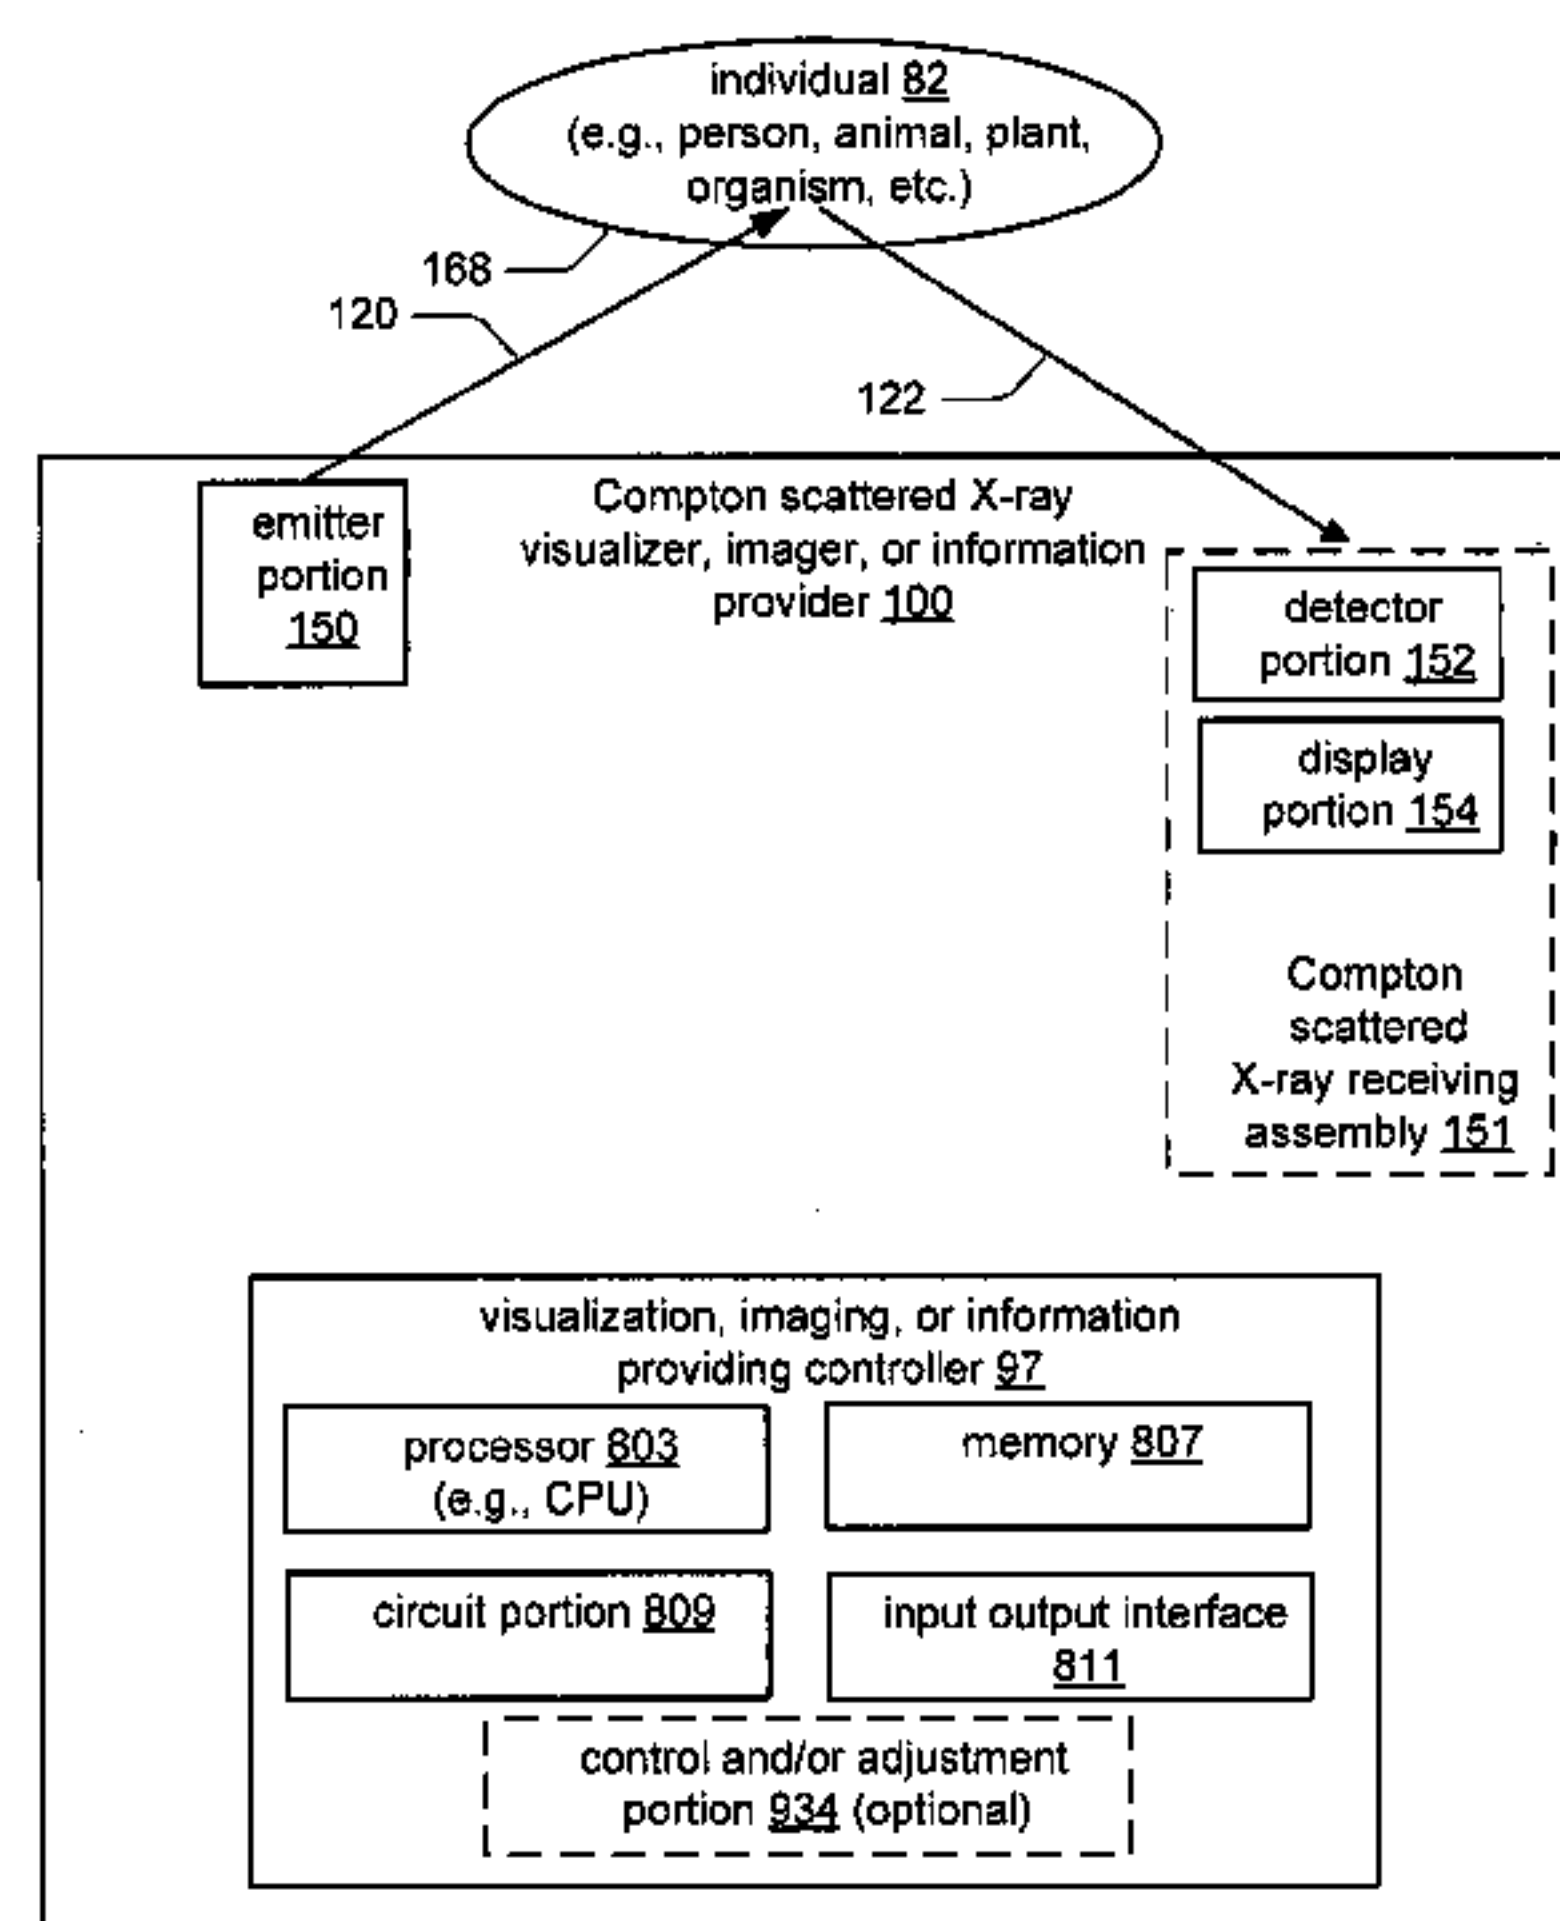 individual 82
(e.g., person, animal, plant,
organism, etc.)
168
120
122
emitter
portion
150
Compton scattered X-ray
visualizer, imager, or information
provider 100
detector
portion 152
display
portion 154
Compton
scattered
X-ray receiving
assembly 151
visualization, imaging, or information
providing controller 97
processor 803
(e.g., CPU)
memory 807
circuit portion 809
input output interface
811
control and/or adjustment
portion 934 (optional)